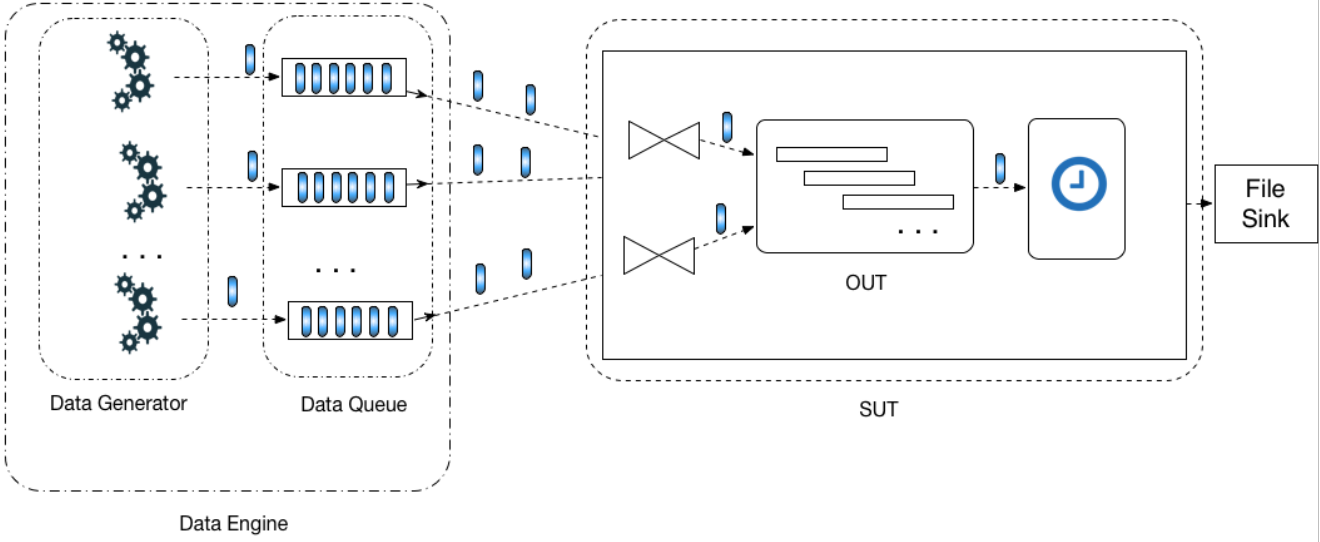 . . .
. . .
. . .
OUT
File
Sink
Data Generator
Data Queue
SUT
Data Engine